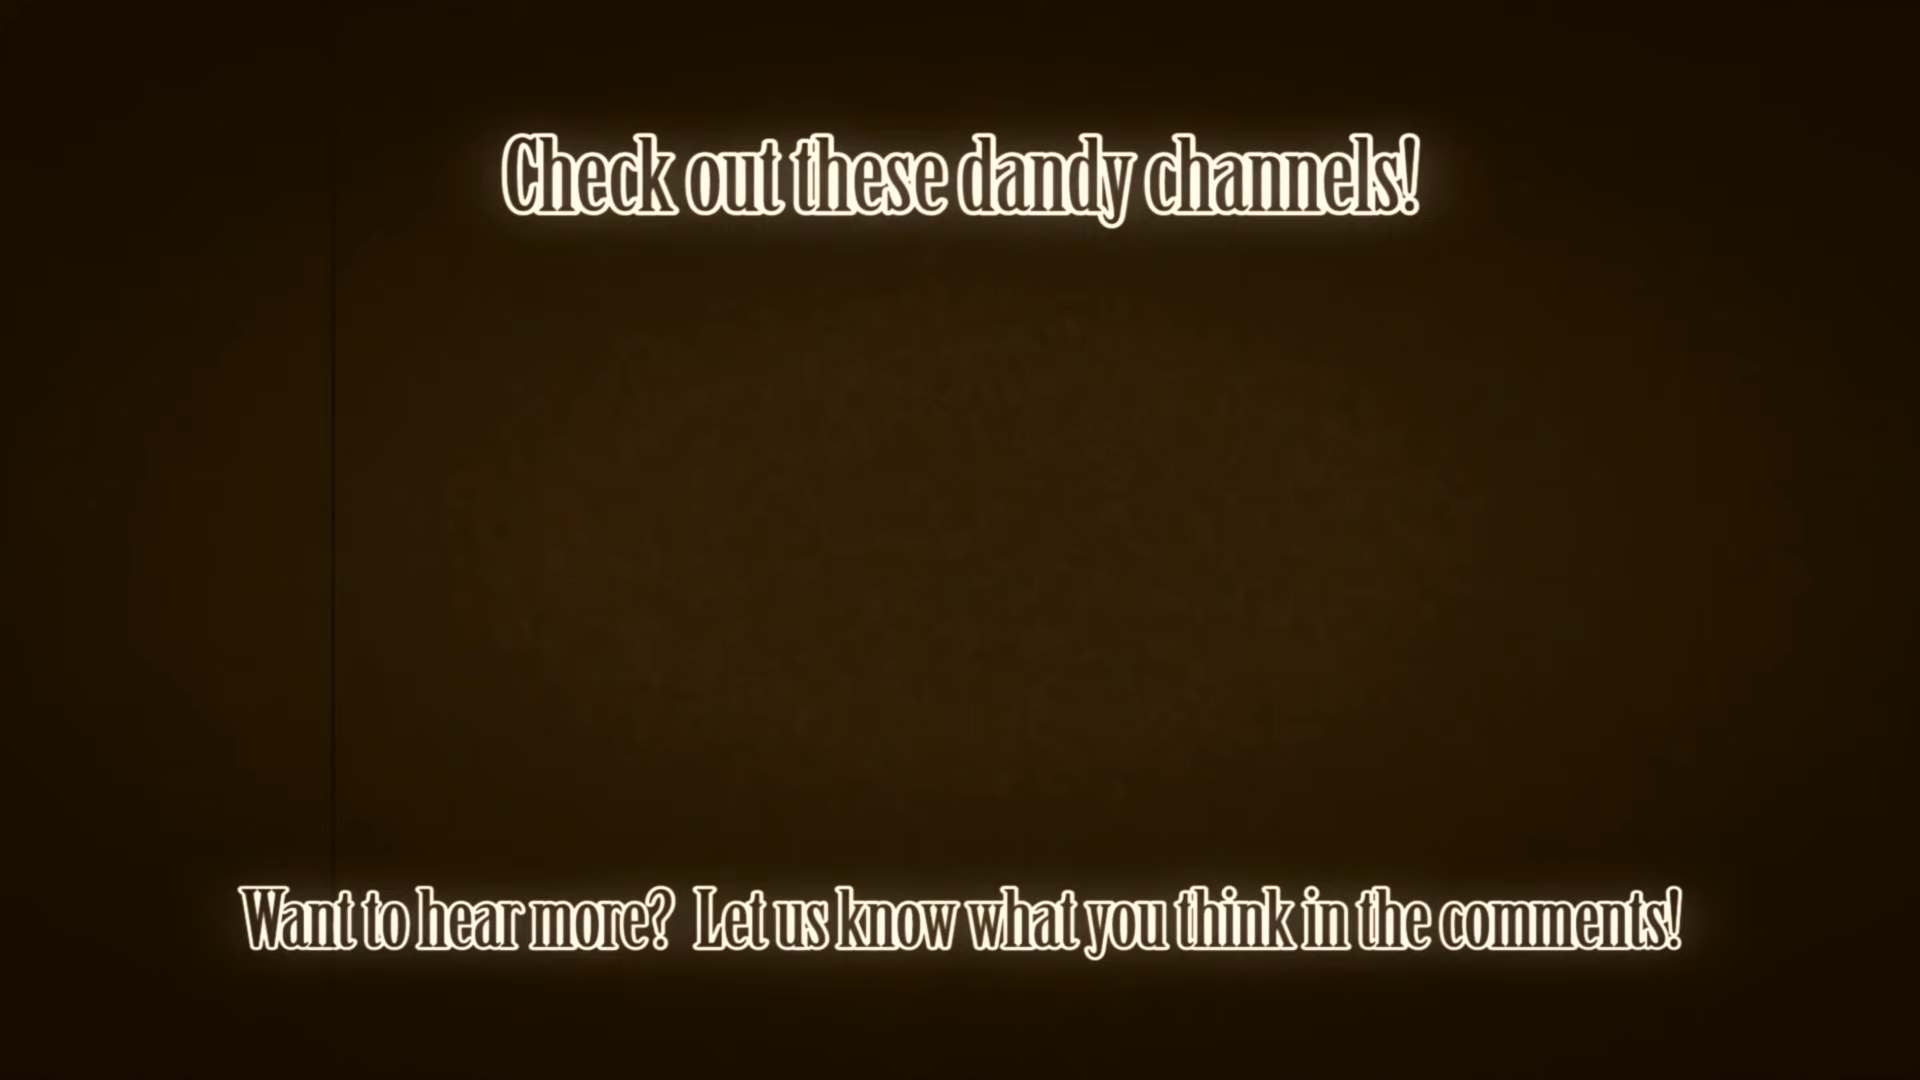 Check out these dandy channels!
Want to hear more?  Let us know what you think in the comments!